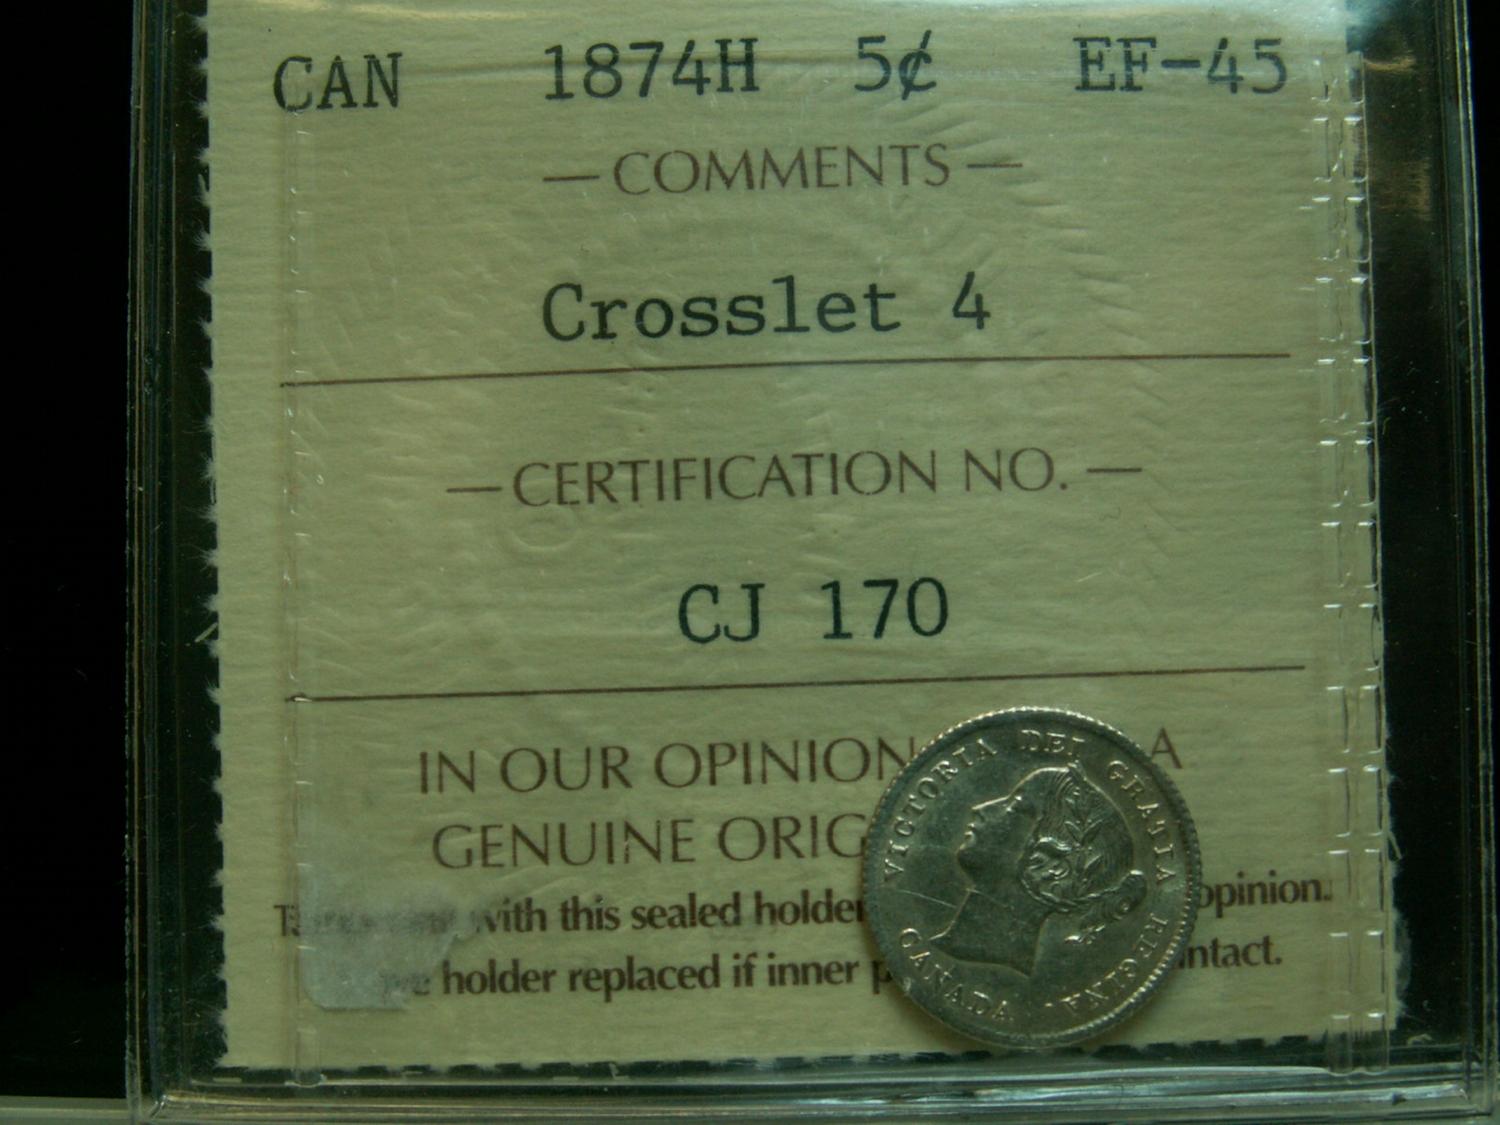 CAN 1874H 5¢ EF-45
— COMMENTS —
Crosslet 4
— CERTIFICATION NO. —
CJ 170
IN OUR OPINION A
GENUINE ORIG
with this sealed holder opinion.
holder replaced if inner p ntact.
VICTORIA DEI GRATIA REGINA
CANADA